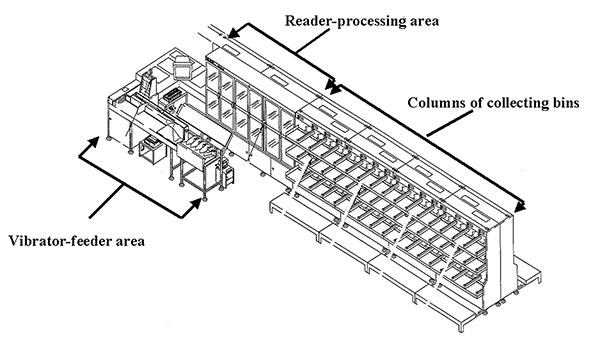 Reader-processing area
Columns of collecting bins
Vibrator-feeder area